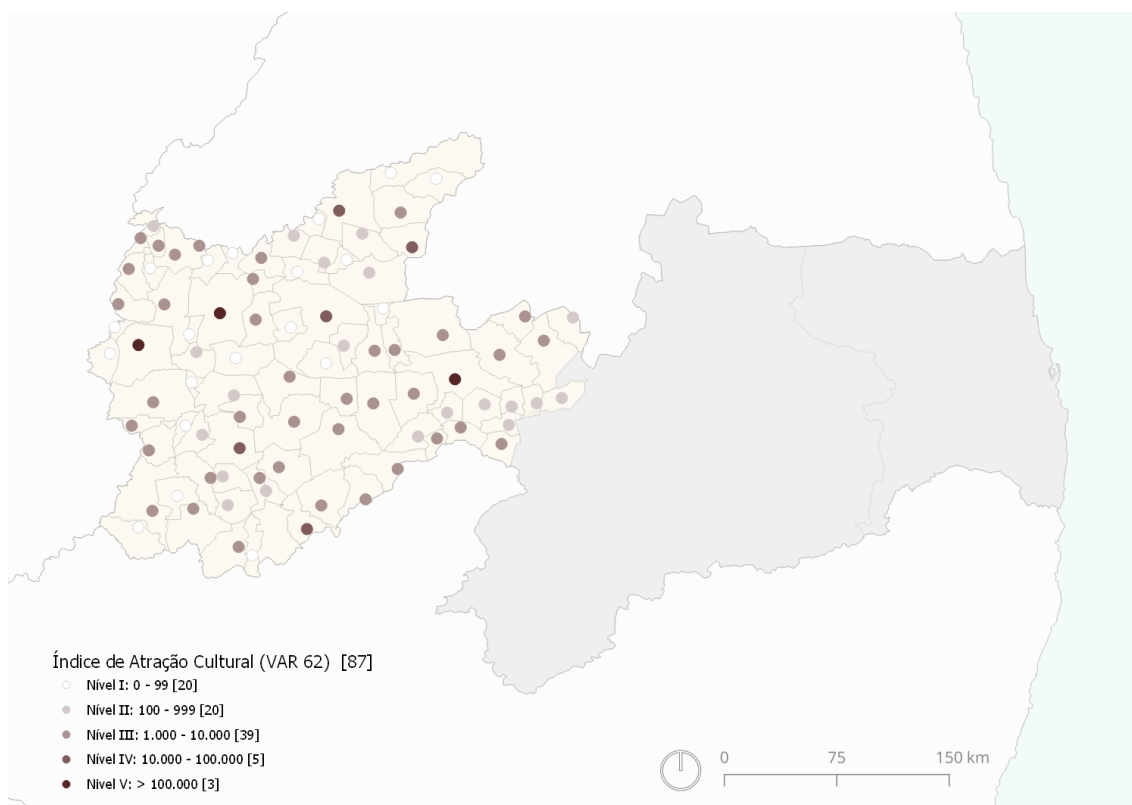 Índice de Atração Cultural (VAR 62) [87]
Nível I: 0 - 99 [20]
Nível II: 100 - 999 [20]
Nível III: 1.000 - 10.000 [39]
Nível IV: 10.000 - 100.000 [5]
Nível V: > 100.000 [3]
0 75 150 km